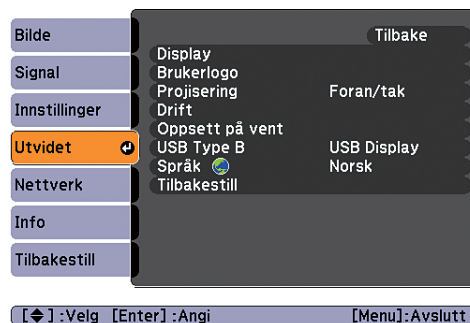 Bilde
Signal
Innstillinger
Utvidet
Nettverk
Info
Tilbakestill
Tilbake
Display
Brukerlogo
Projisering Foran/tak
Drift
Oppsett på vent
USB Type B USB Display
Språk Norsk
Tilbakestill
[◆] :Velg [Enter] :Angi [Menu]:Avslutt